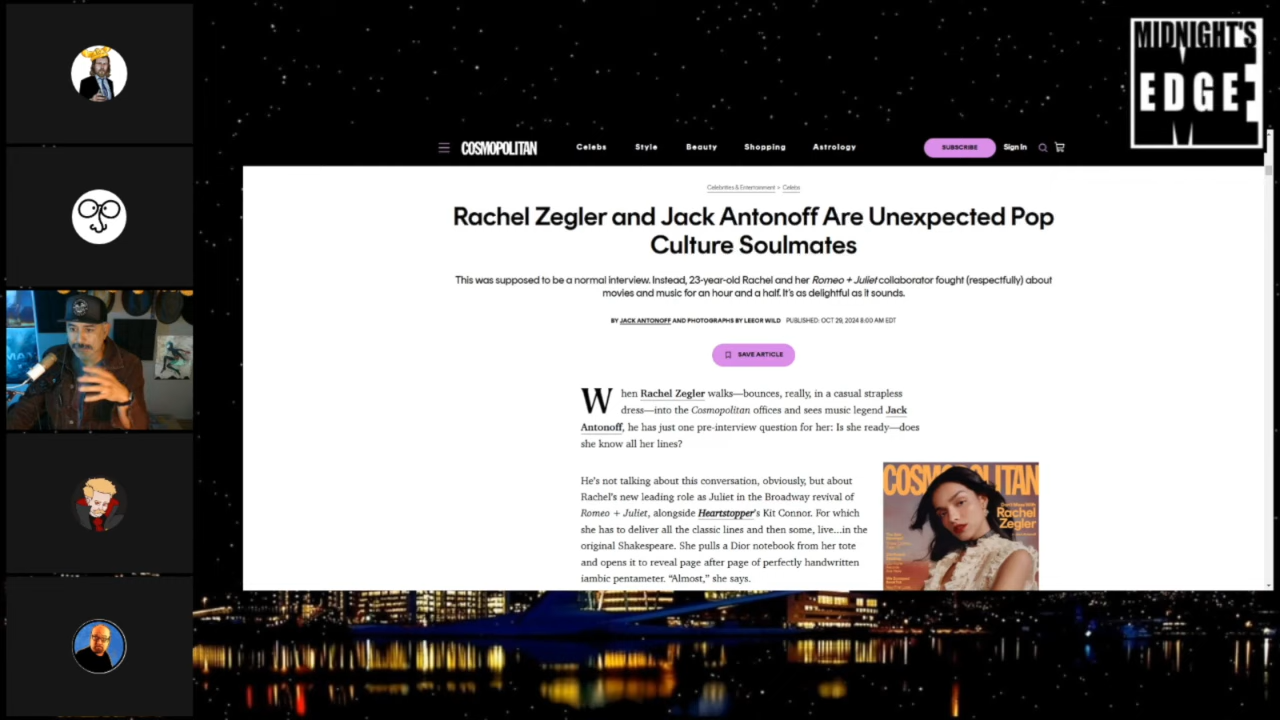 MIDNIGHT'S
EDGE
COSMOPOLITAN
Celebs
Style
Beauty
Shopping
Astrology
SUBSCRIBE
Sign In
Celebrities & Entertainment > Celebs
Rachel Zegler and Jack Antonoff Are Unexpected Pop
Culture Soulmates
This was supposed to be a normal interview. Instead, 23-year-old Rachel and her Romeo + Juliet collaborator fought (respectfully) about
movies and music for an hour and a half. It's as delightful as it sounds.
BY JACK ANTONOFF AND PHOTOGRAPHS BY LEEOR WILD PUBLISHED: OCT 29, 2024 8:00 AM EDT
SAVE ARTICLE
When Rachel Zegler walks—bounces, really, in a casual strapless
dress—into the Cosmopolitan offices and sees music legend Jack
Antonoff, he has just one pre-interview question for her: Is she ready—does
she know all her lines?
He's not talking about this conversation, obviously, but about
Rachel's new leading role as Juliet in the Broadway revival of
Romeo + Juliet, alongside Heartstopper's Kit Connor. For which
she has to deliver all the classic lines and then some, live...in the
original Shakespeare. She pulls a Dior notebook from her tote
and opens it to reveal page after page of perfectly handwritten
iambic pentameter. "Almost," she says.
COSMOPOLITAN
Rachel
Zegler